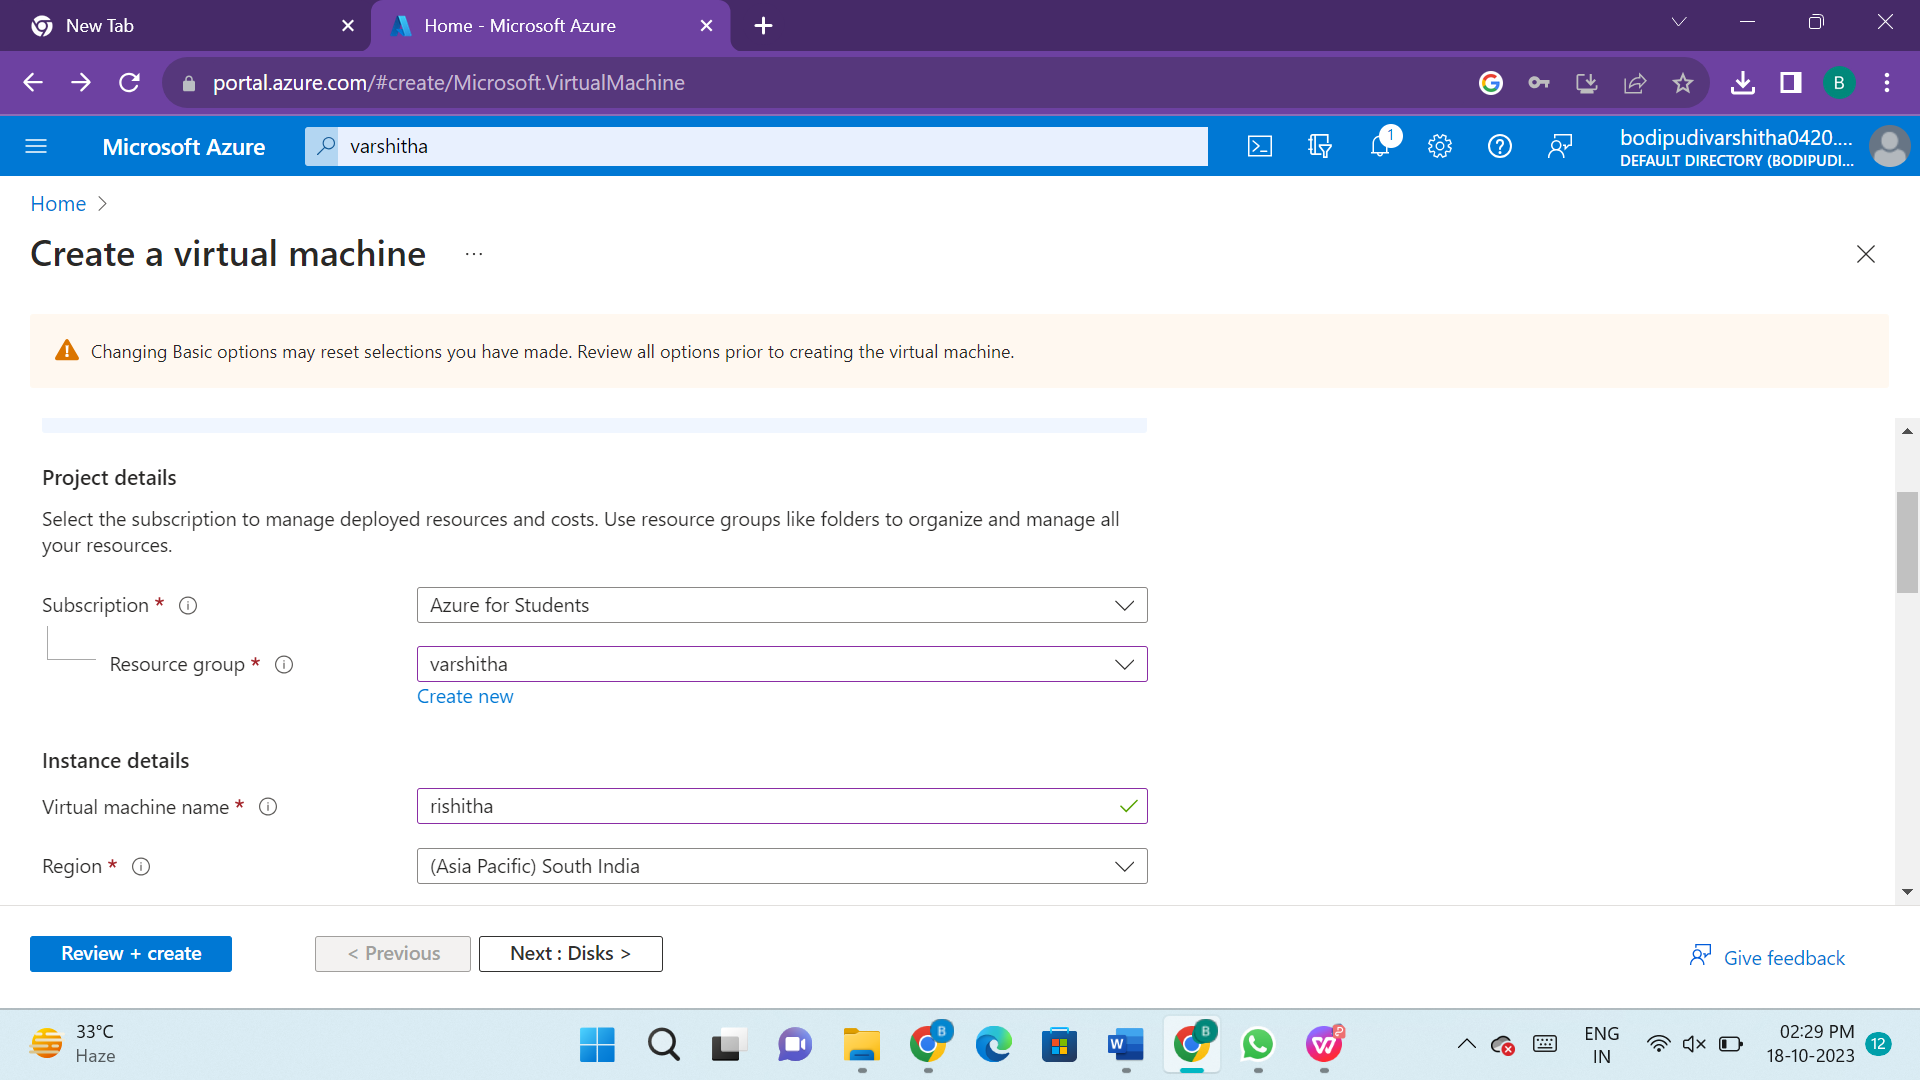 New Tab
Home - Microsoft Azure
portal.azure.com/#create/Microsoft.VirtualMachine
B
Microsoft Azure
varshitha
1
bodipudivarshitha0420....
DEFAULT DIRECTORY (BODIPUDI...
Home >
Create a virtual machine ...
Changing Basic options may reset selections you have made. Review all options prior to creating the virtual machine.
Project details
Select the subscription to manage deployed resources and costs. Use resource groups like folders to organize and manage all
your resources.
Subscription *
Azure for Students
Resource group *
varshitha
Create new
Instance details
Virtual machine name *
rishitha
Region *
(Asia Pacific) South India
Review + create
< Previous
Next : Disks >
Give feedback
33°C
Haze
B
W
B
ENG
IN
02:29 PM
18-10-2023
12